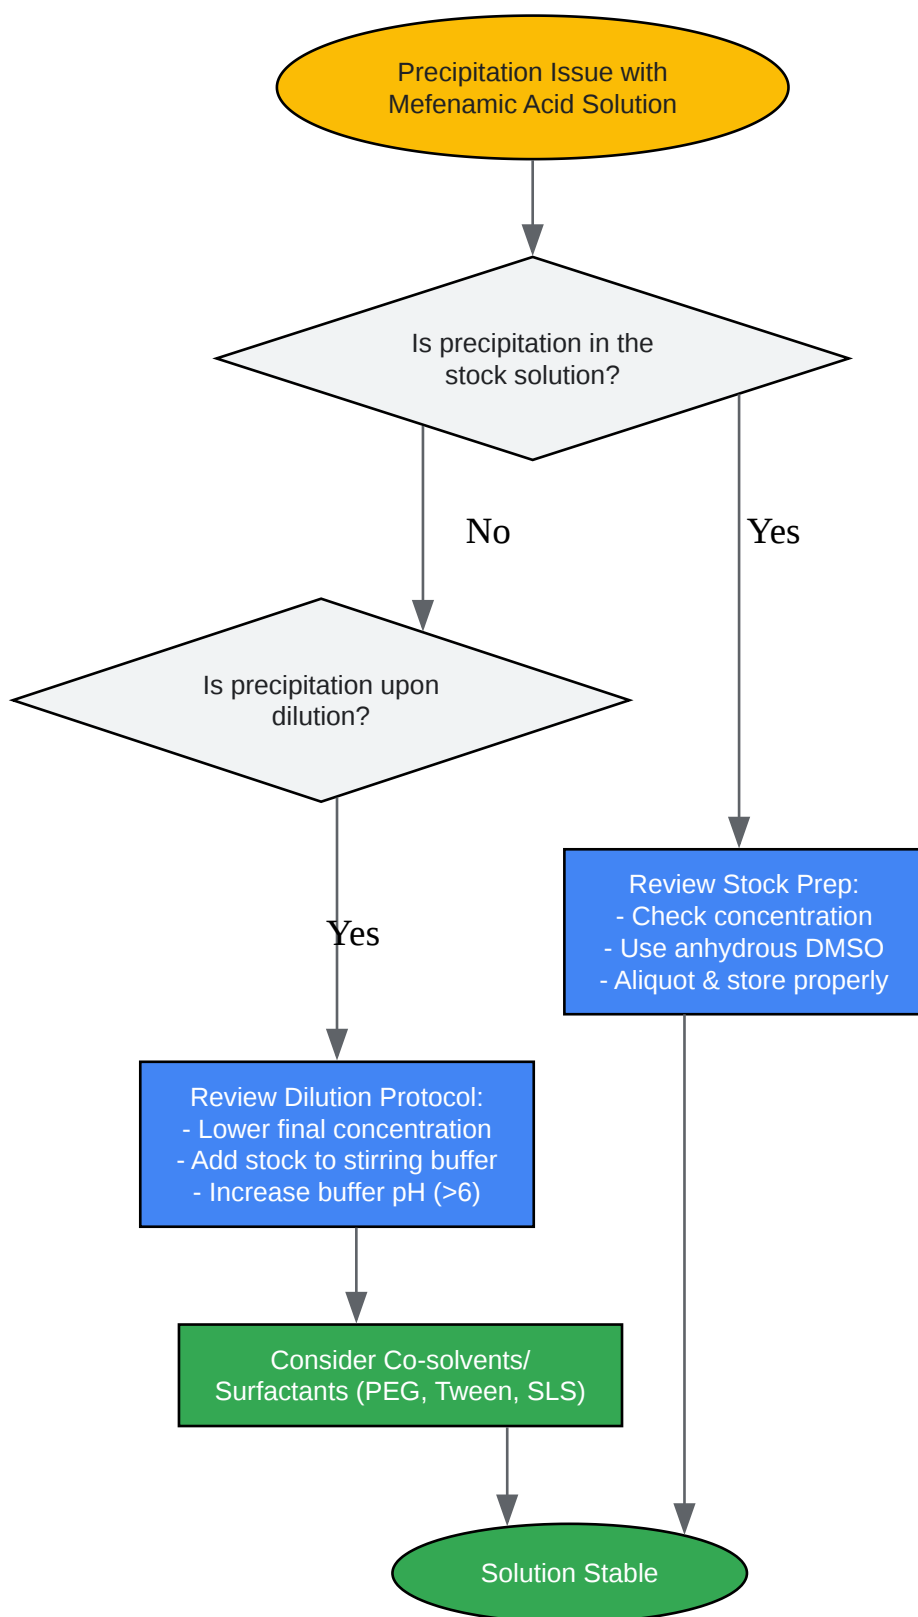 Precipitation Issue with
Mefenamic Acid Solution
Is precipitation in the
stock solution?
No
Yes
Is precipitation upon
dilution?
Review Stock Prep:
- Check concentration
- Use anhydrous DMSO
- Aliquot & store properly
Yes
Review Dilution Protocol:
- Lower final concentration
- Add stock to stirring buffer
- Increase buffer pH (>6)
Consider Co-solvents/
Surfactants (PEG, Tween, SLS)
Solution Stable